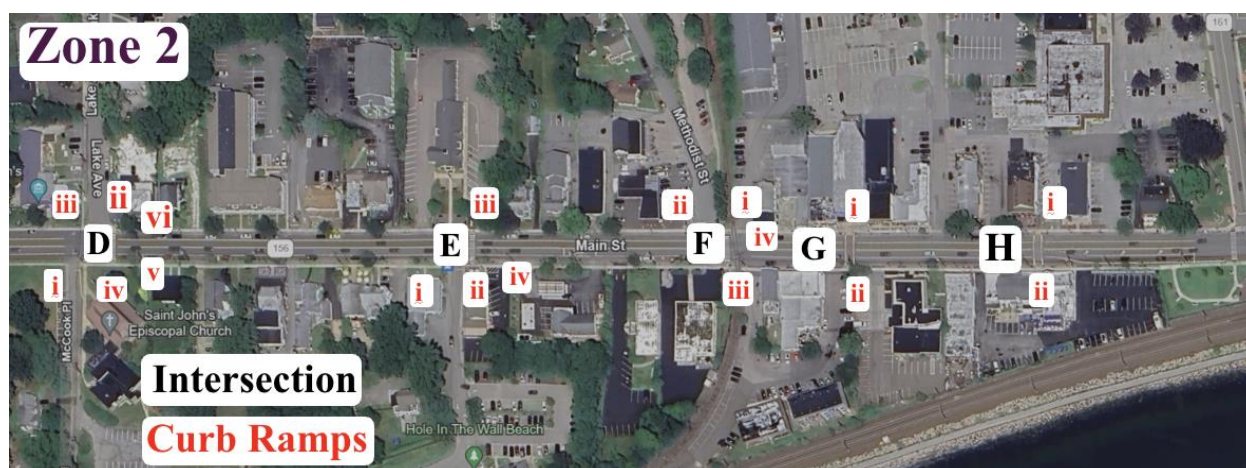 Zone 2
161
Lake
Lake Ave
Methodist St
iii
ii
vi
iii
ii
i
i
i
D
156
E
Main St
F
iv
G
H
i
iv
v
i
ii
iv
iii
ii
ii
McCook Pl
Saint John's
Episcopal Church
Intersection
Curb Ramps
Hole In The Wall Beach